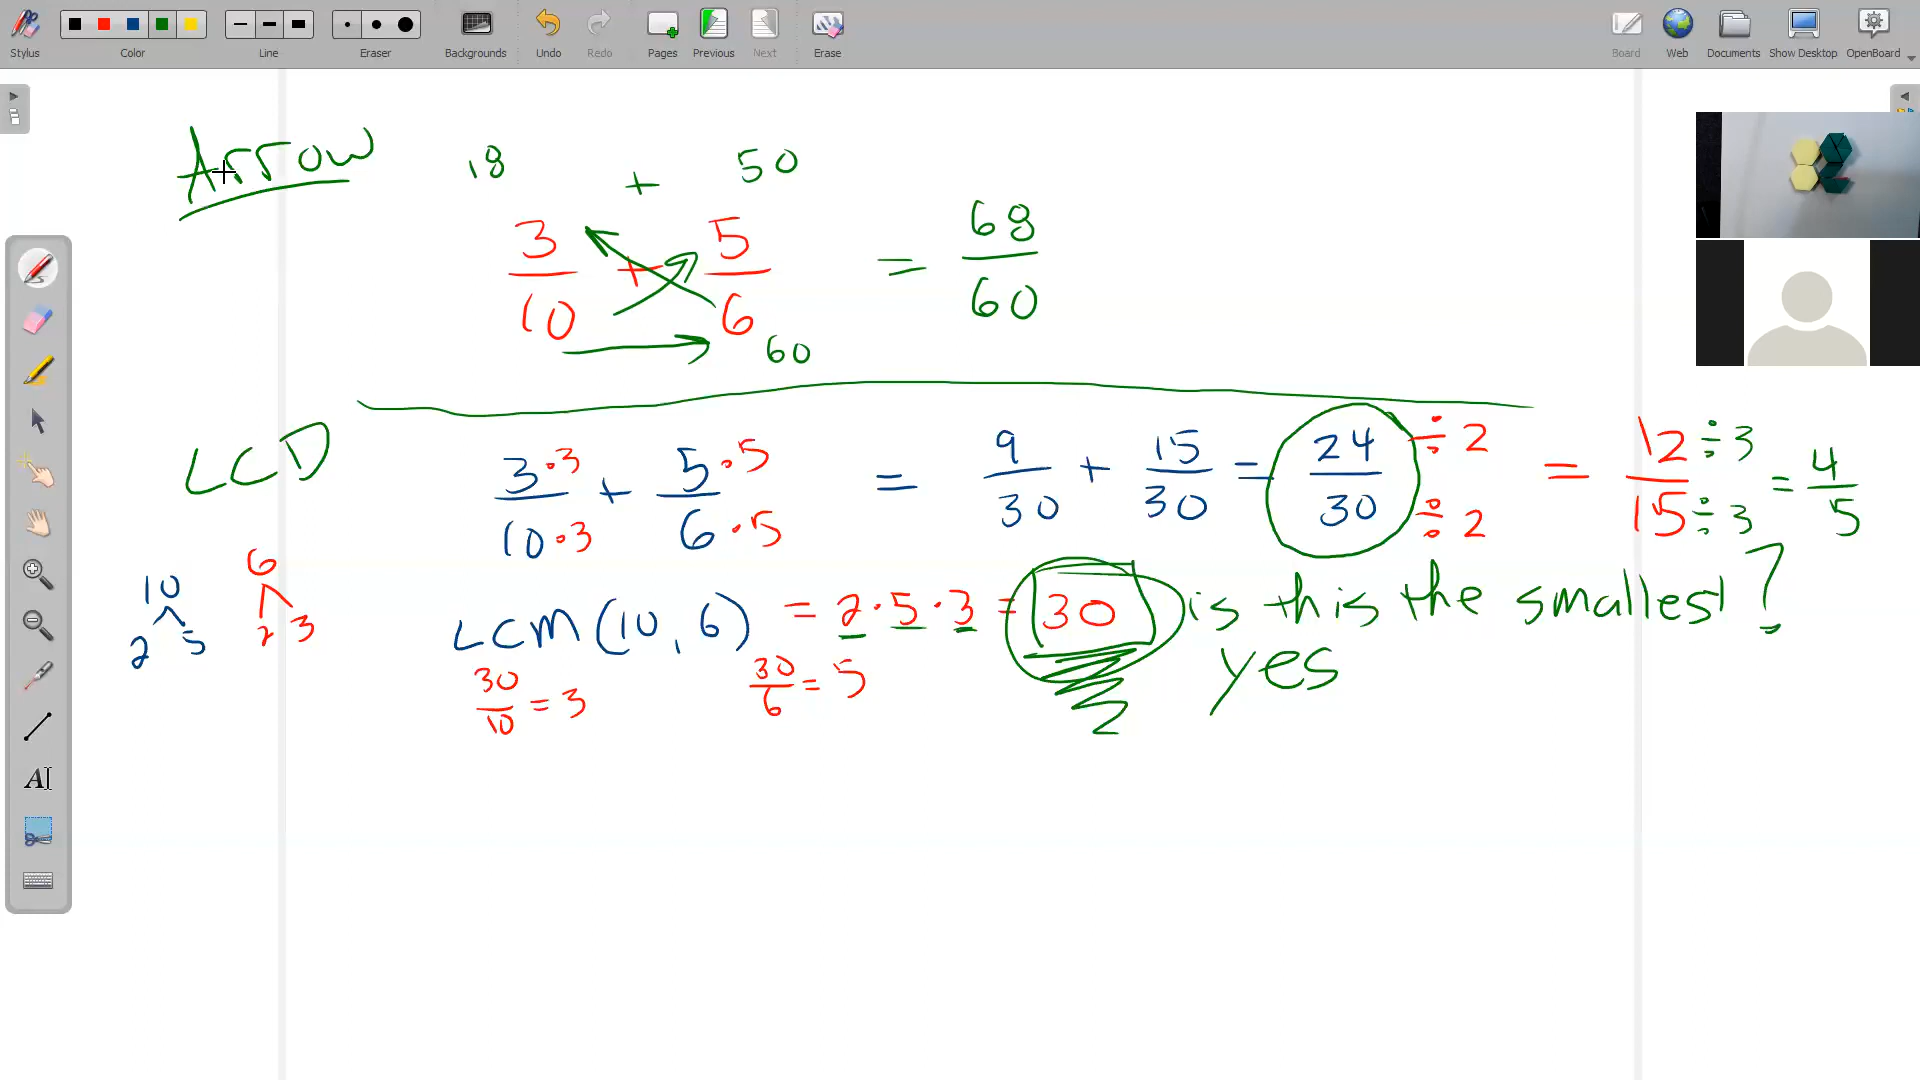 Stylus Color Line Eraser Backgrounds Undo Redo Pages Previous Next Erase Board Web Documents Show Desktop OpenBoard
Arrow
18 + 50
3/10 + 5/6 = 68/60
60
LCD
3·3/10·3 + 5·5/6·5 = 9/30 + 15/30 = 24/30 ÷2/÷2 = 12÷3/15÷3 = 4/5
10
2 5
6
2 3
LCM (10, 6) = 2·5·3 = 30 is this the smallest?
30/10 = 3 30/6 = 5 yes
AI